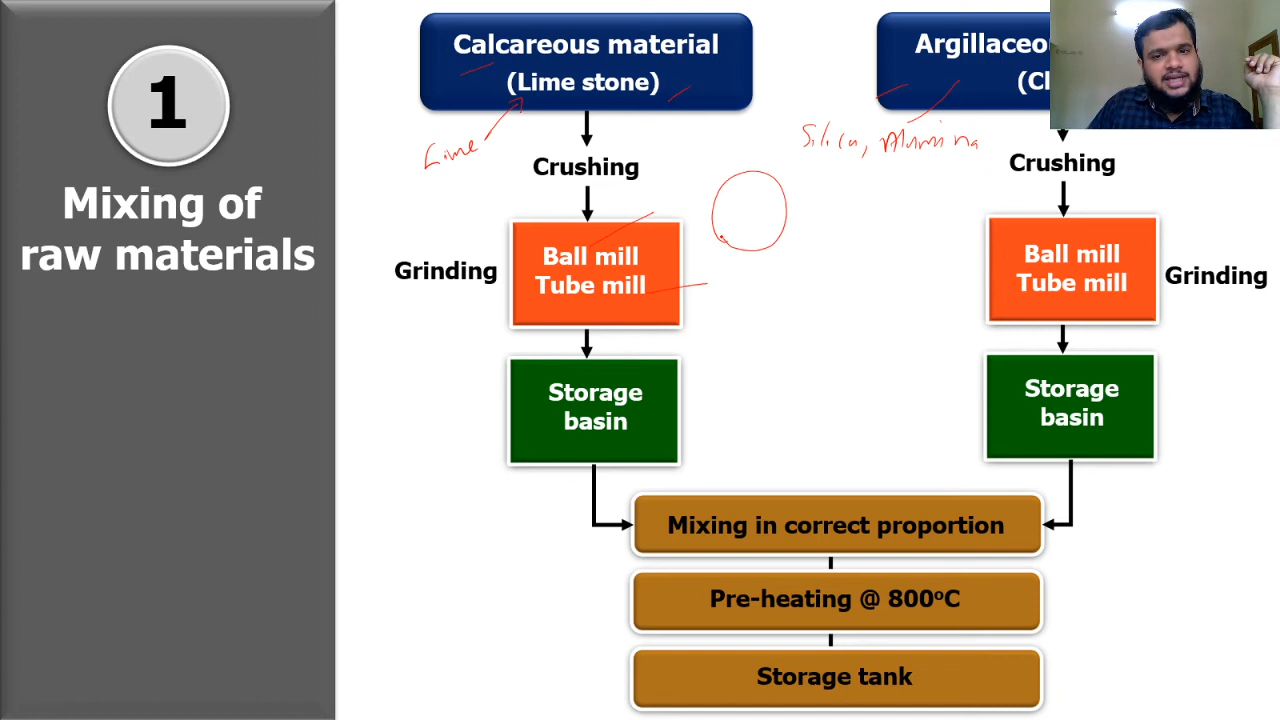 1
Mixing of
raw materials
Calcareous material
(Lime stone)
Lime
Crushing
Grinding
Ball mill
Tube mill
Storage
basin
Argillaceo
(Cl
Silica, Alumina
Crushing
Ball mill
Tube mill
Grinding
Storage
basin
Mixing in correct proportion
Pre-heating @ 800°C
Storage tank